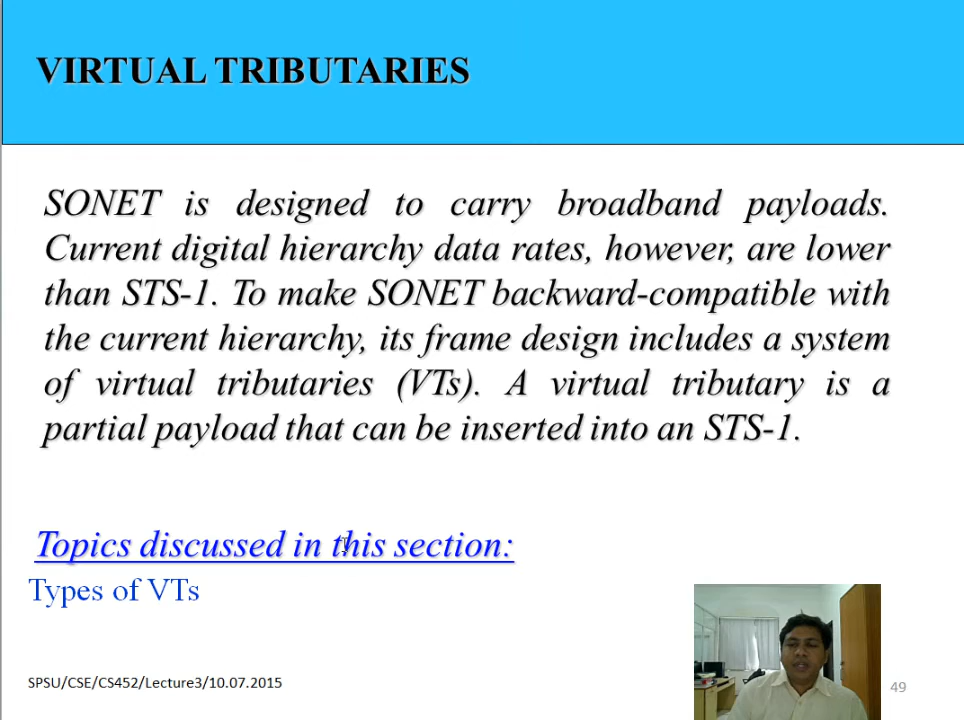 VIRTUAL TRIBUTARIES
SONET is designed to carry broadband payloads.
Current digital hierarchy data rates, however, are lower
than STS-1. To make SONET backward-compatible with
the current hierarchy, its frame design includes a system
of virtual tributaries (VTs). A virtual tributary is a
partial payload that can be inserted into an STS-1.
Topics discussed in this section:
Types of VTs
SPSU/CSE/CS452/Lecture3/10.07.2015
49